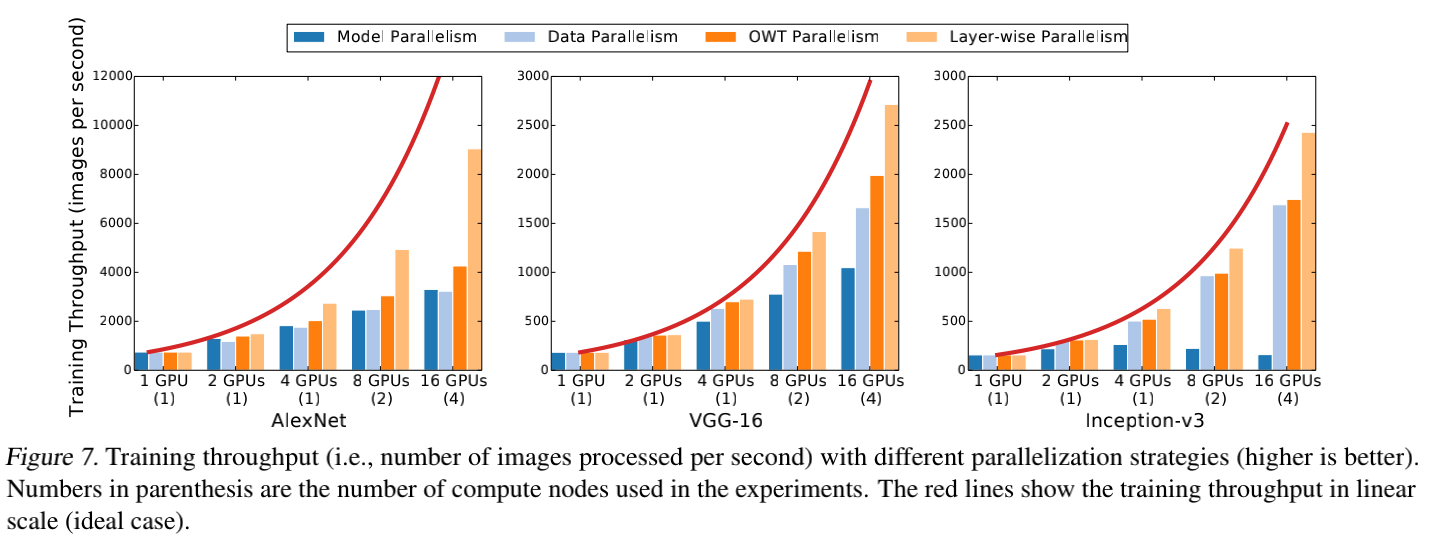 Model Parallelism Data Parallelism OWT Parallelism Layer-wise Parallelism
Training Throughput (images per second)
12000
10000
8000
6000
4000
2000
0
1 GPU 2 GPUs 4 GPUs 8 GPUs 16 GPUs
(1) (1) (1) (2) (4)
AlexNet
3000
2500
2000
1500
1000
500
0
1 GPU 2 GPUs 4 GPUs 8 GPUs 16 GPUs
(1) (1) (1) (2) (4)
VGG-16
3000
2500
2000
1500
1000
500
0
1 GPU 2 GPUs 4 GPUs 8 GPUs 16 GPUs
(1) (1) (1) (2) (4)
Inception-v3
Figure 7. Training throughput (i.e., number of images processed per second) with different parallelization strategies (higher is better).
Numbers in parenthesis are the number of compute nodes used in the experiments. The red lines show the training throughput in linear
scale (ideal case).